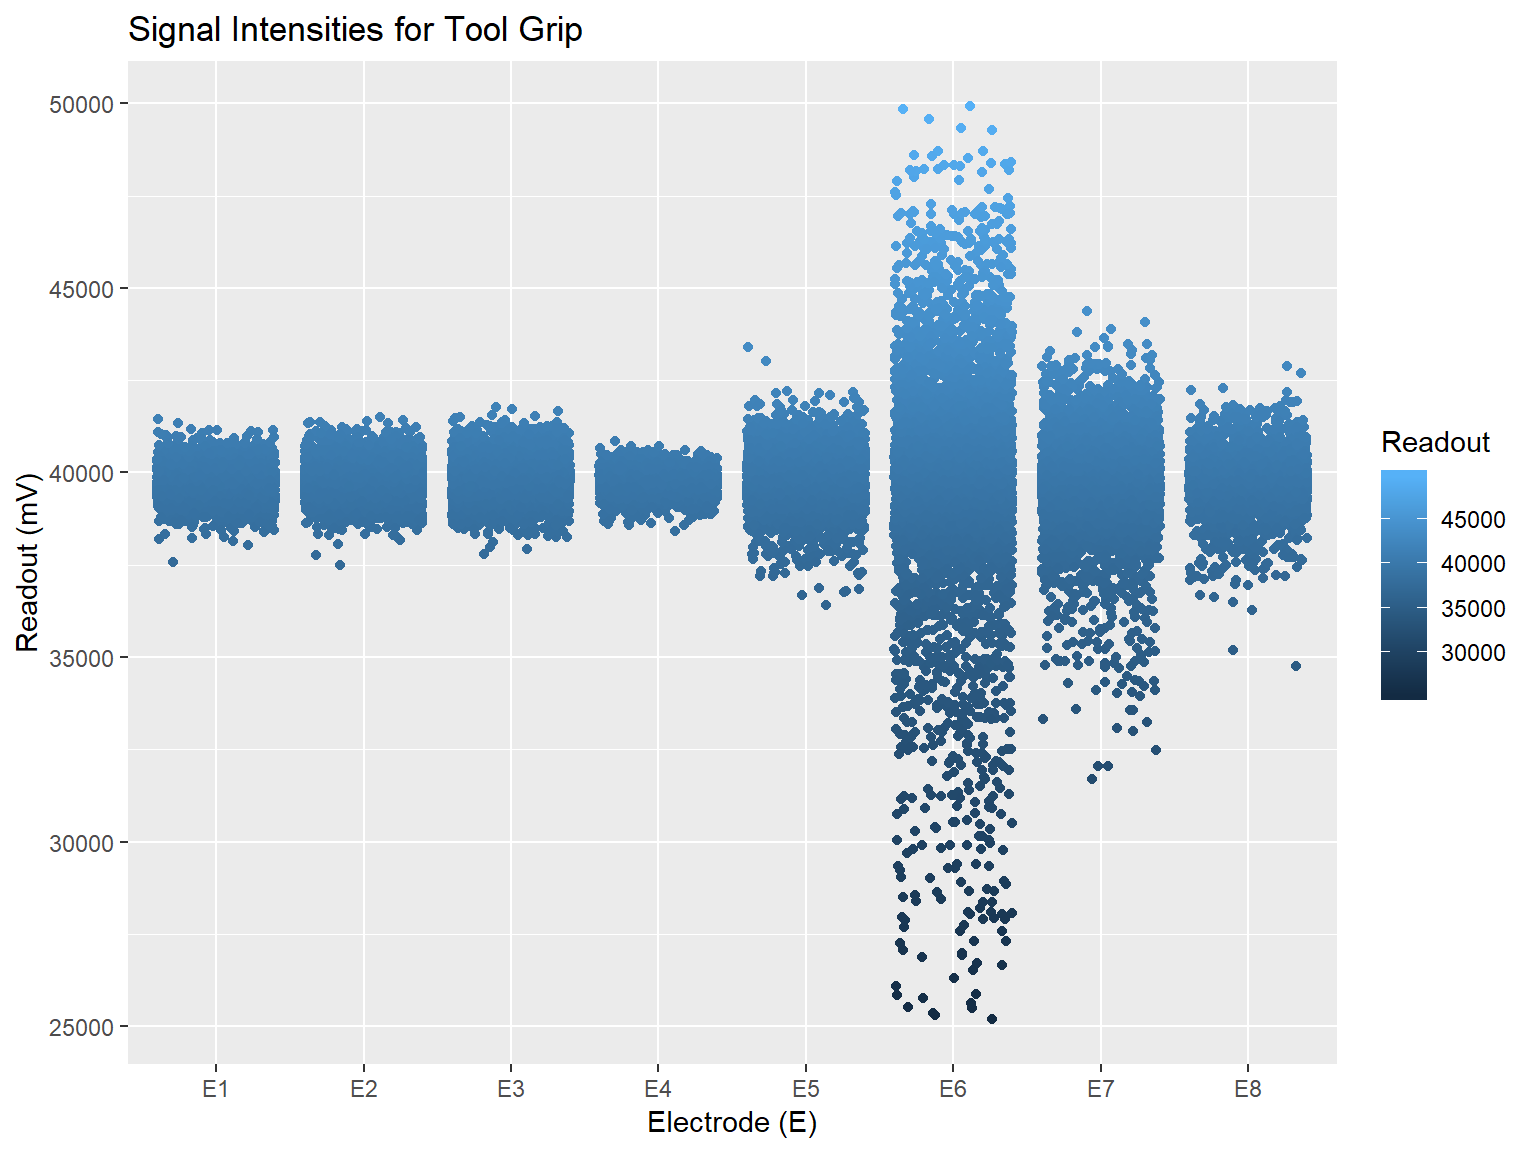 Signal Intensities for Tool Grip
Readout (mV)
50000
45000
40000
35000
30000
25000
E1 E2 E3 E4 E5 E6 E7 E8
Electrode (E)
Readout
45000
40000
35000
30000